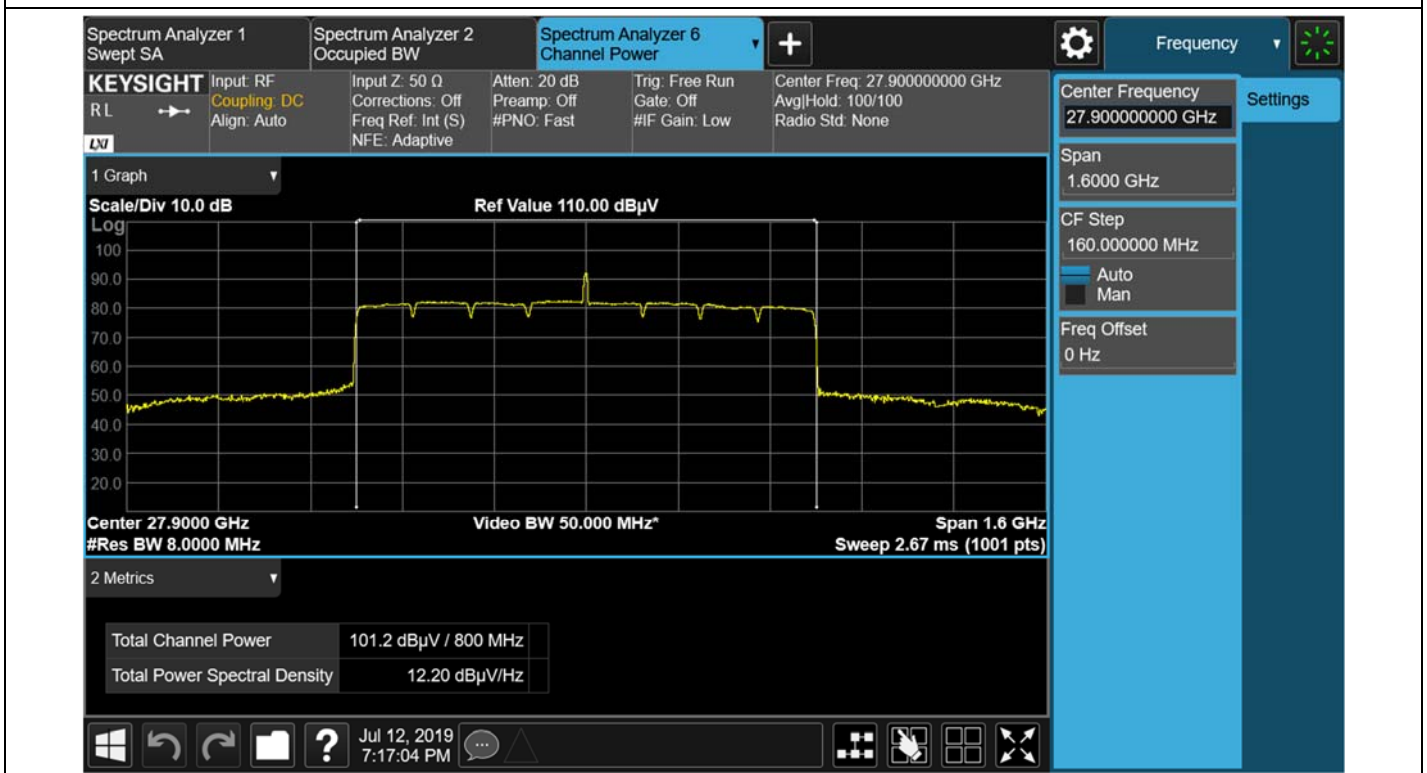 Spectrum Analyzer 1
Swept SA
Spectrum Analyzer 2
Occupied BW
Spectrum Analyzer 6
Channel Power
+
Frequency
KEYSIGHT
R L
LXI
Input: RF
Coupling: DC
Align: Auto
Input Z: 50 Ω
Corrections: Off
Freq Ref: Int (S)
NFE: Adaptive
Atten: 20 dB
Preamp: Off
#PNO: Fast
Trig: Free Run
Gate: Off
#IF Gain: Low
Center Freq: 27.900000000 GHz
Avg|Hold: 100/100
Radio Std: None
Center Frequency
27.900000000 GHz
Settings
Span
1.6000 GHz
CF Step
160.000000 MHz
Auto
Man
Freq Offset
0 Hz
1 Graph
Scale/Div 10.0 dB
Ref Value 110.00 dBµV
Log
100
90.0
80.0
70.0
60.0
50.0
40.0
30.0
20.0
Center 27.9000 GHz
Video BW 50.000 MHz*
Span 1.6 GHz
#Res BW 8.0000 MHz
Sweep 2.67 ms (1001 pts)
2 Metrics
Total Channel Power 101.2 dBµV / 800 MHz
Total Power Spectral Density 12.20 dBµV/Hz
?
Jul 12, 2019
7:17:04 PM